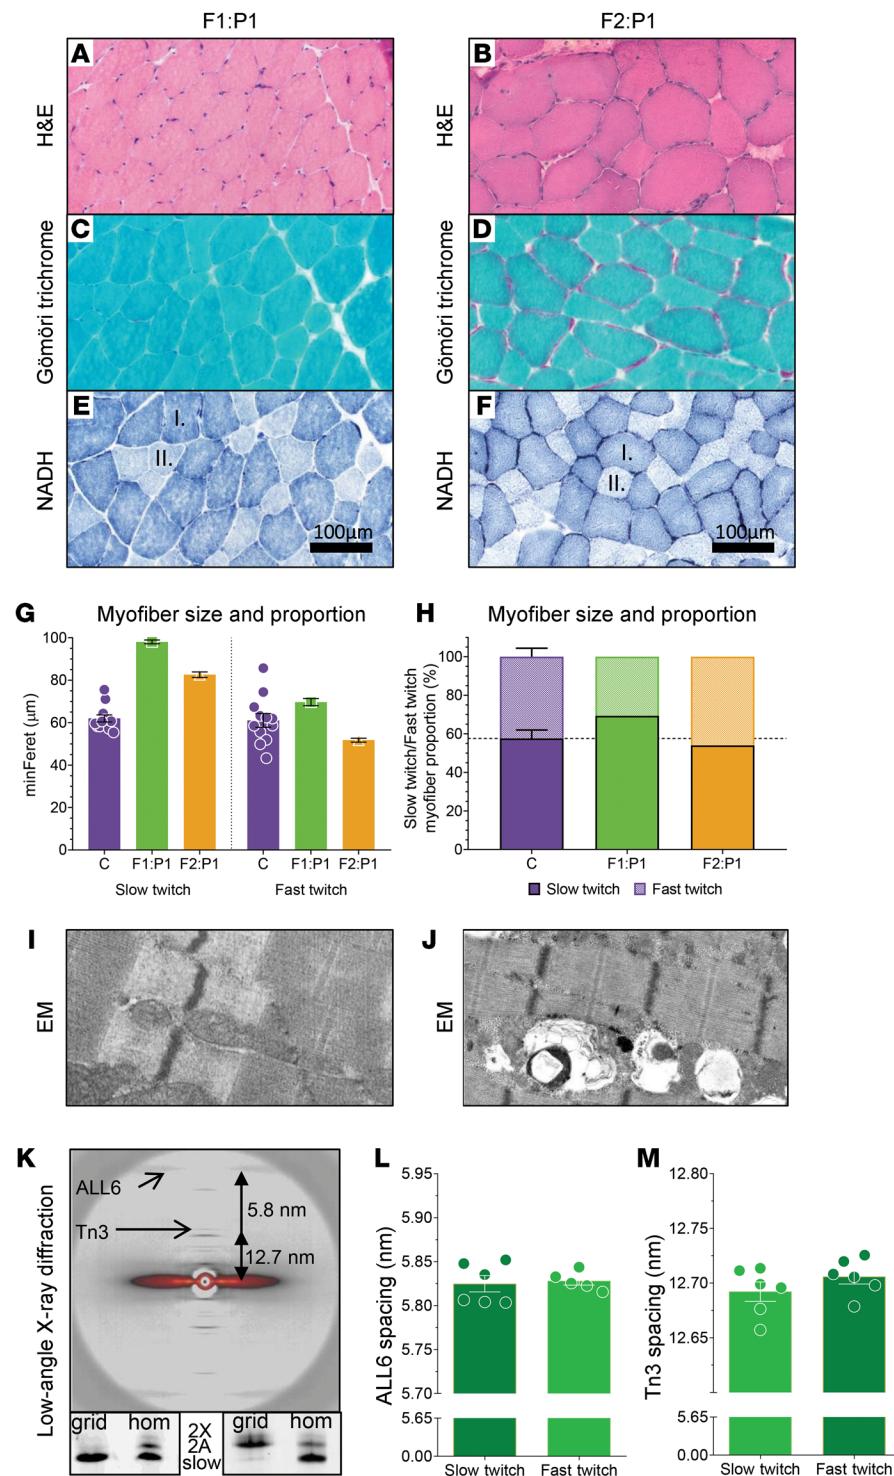 F1:P1
F2:P1
A
B
H&E
H&E
C
D
Gömöri trichrome
Gömöri trichrome
E
F
I.
II.
I.
II.
NADH
NADH
100µm
100µm
G
Myofiber size and proportion
minFeret (µm)
100
80
60
40
20
0
C
F1:P1
F2:P1
C
F1:P1
F2:P1
Slow twitch
Fast twitch
H
Myofiber size and proportion
Slow twitch/Fast twitch
myofiber proportion (%)
100
80
60
40
20
0
C
F1:P1
F2:P1
Slow twitch
Fast twitch
I
EM
J
EM
K
Low-angle X-ray diffraction
ALL6
Tn3
5.8 nm
12.7 nm
grid
hom
2X
2A
slow
grid
hom
L
ALL6 spacing (nm)
5.95
5.90
5.85
5.80
5.75
5.70
5.65
0.00
Slow twitch
Fast twitch
M
Tn3 spacing (nm)
12.80
12.75
12.70
12.65
5.65
0.00
Slow twitch
Fast twitch